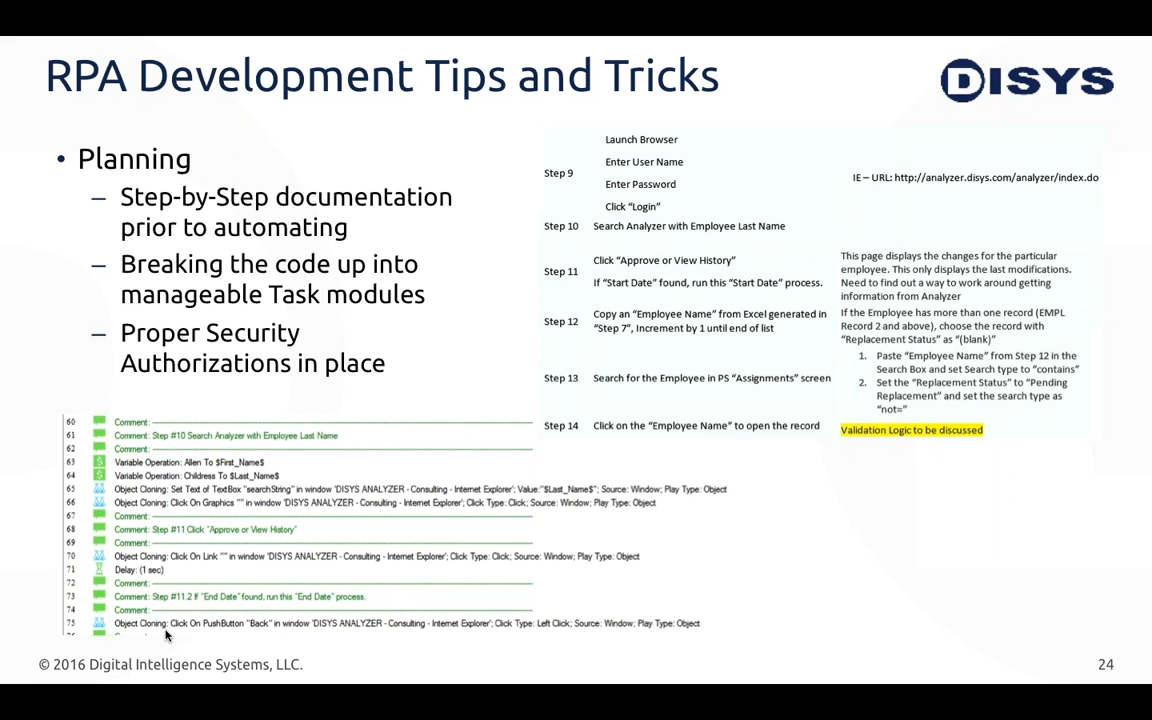 RPA Development Tips and Tricks
DISYS
• Planning
– Step-by-Step documentation
prior to automating
– Breaking the code up into
manageable Task modules
– Proper Security
Authorizations in place
Launch Browser
Enter User Name
Step 9
Enter Password
Click “Login”
IE – URL: http://analyzer.disys.com/analyzer/index.do
Step 10 Search Analyzer with Employee Last Name
Step 11
Click “Approve or View History”
If “Start Date” found, run this “Start Date” process.
This page displays the changes for the particular
employee. This only displays the last modifications.
Need to find out a way to work around getting
information from Analyzer
Step 12
Copy an “Employee Name” from Excel generated in
“Step 7”, Increment by 1 until end of list
If the Employee has more than one record (EMPL
Record 2 and above), choose the record with
“Replacement Status” as “(blank)”
Step 13 Search for the Employee in PS “Assignments” screen
1. Paste “Employee Name” from Step 12 in the
Search Box and set Search type to “contains”
2. Set the “Replacement Status” to “Pending
Replacement” and set the search type as
“not=”
Step 14 Click on the “Employee Name” to open the record
Validation Logic to be discussed
60 Comment:
61 Comment: Step #10 Search Analyzer with Employee Last Name
62 Comment:
63 Variable Operation: Allen To $First_Name$
64 Variable Operation: Childress To $Last_Name$
65 Object Cloning: Set Text of TextBox "searchString" in window 'DISYS ANALYZER - Consulting - Internet Explorer'; Value:"$Last_Name$"; Source: Window; Play Type: Object
66 Object Cloning: Click On Graphics "" in window 'DISYS ANALYZER - Consulting - Internet Explorer'; Click Type: Click; Source: Window; Play Type: Object
67 Comment:
68 Comment: Step #11 Click "Approve or View History"
69 Comment:
70 Object Cloning: Click On Link "" in window 'DISYS ANALYZER - Consulting - Internet Explorer'; Click Type: Click; Source: Window; Play Type: Object
71 Delay: (1 sec)
72 Comment:
73 Comment: Step #11.2 If "End Date" found, run this "End Date" process.
74 Comment:
75 Object Cloning: Click On PushButton "Back" in window 'DISYS ANALYZER - Consulting - Internet Explorer'; Click Type: Left Click; Source: Window; Play Type: Object
© 2016 Digital Intelligence Systems, LLC.
24